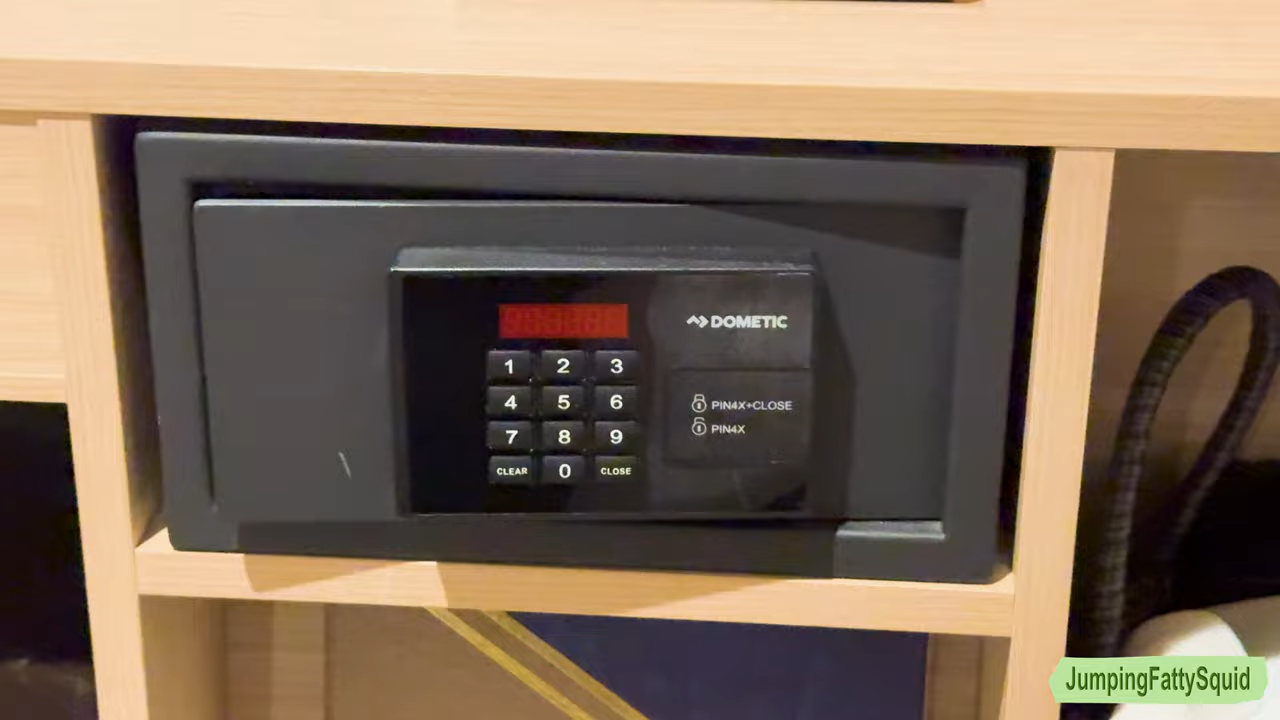 DOMETIC
1 2 3
4 5 6
7 8 9
CLEAR 0 CLOSE
PIN4X+CLOSE
PIN4X
JumpingFattySquid